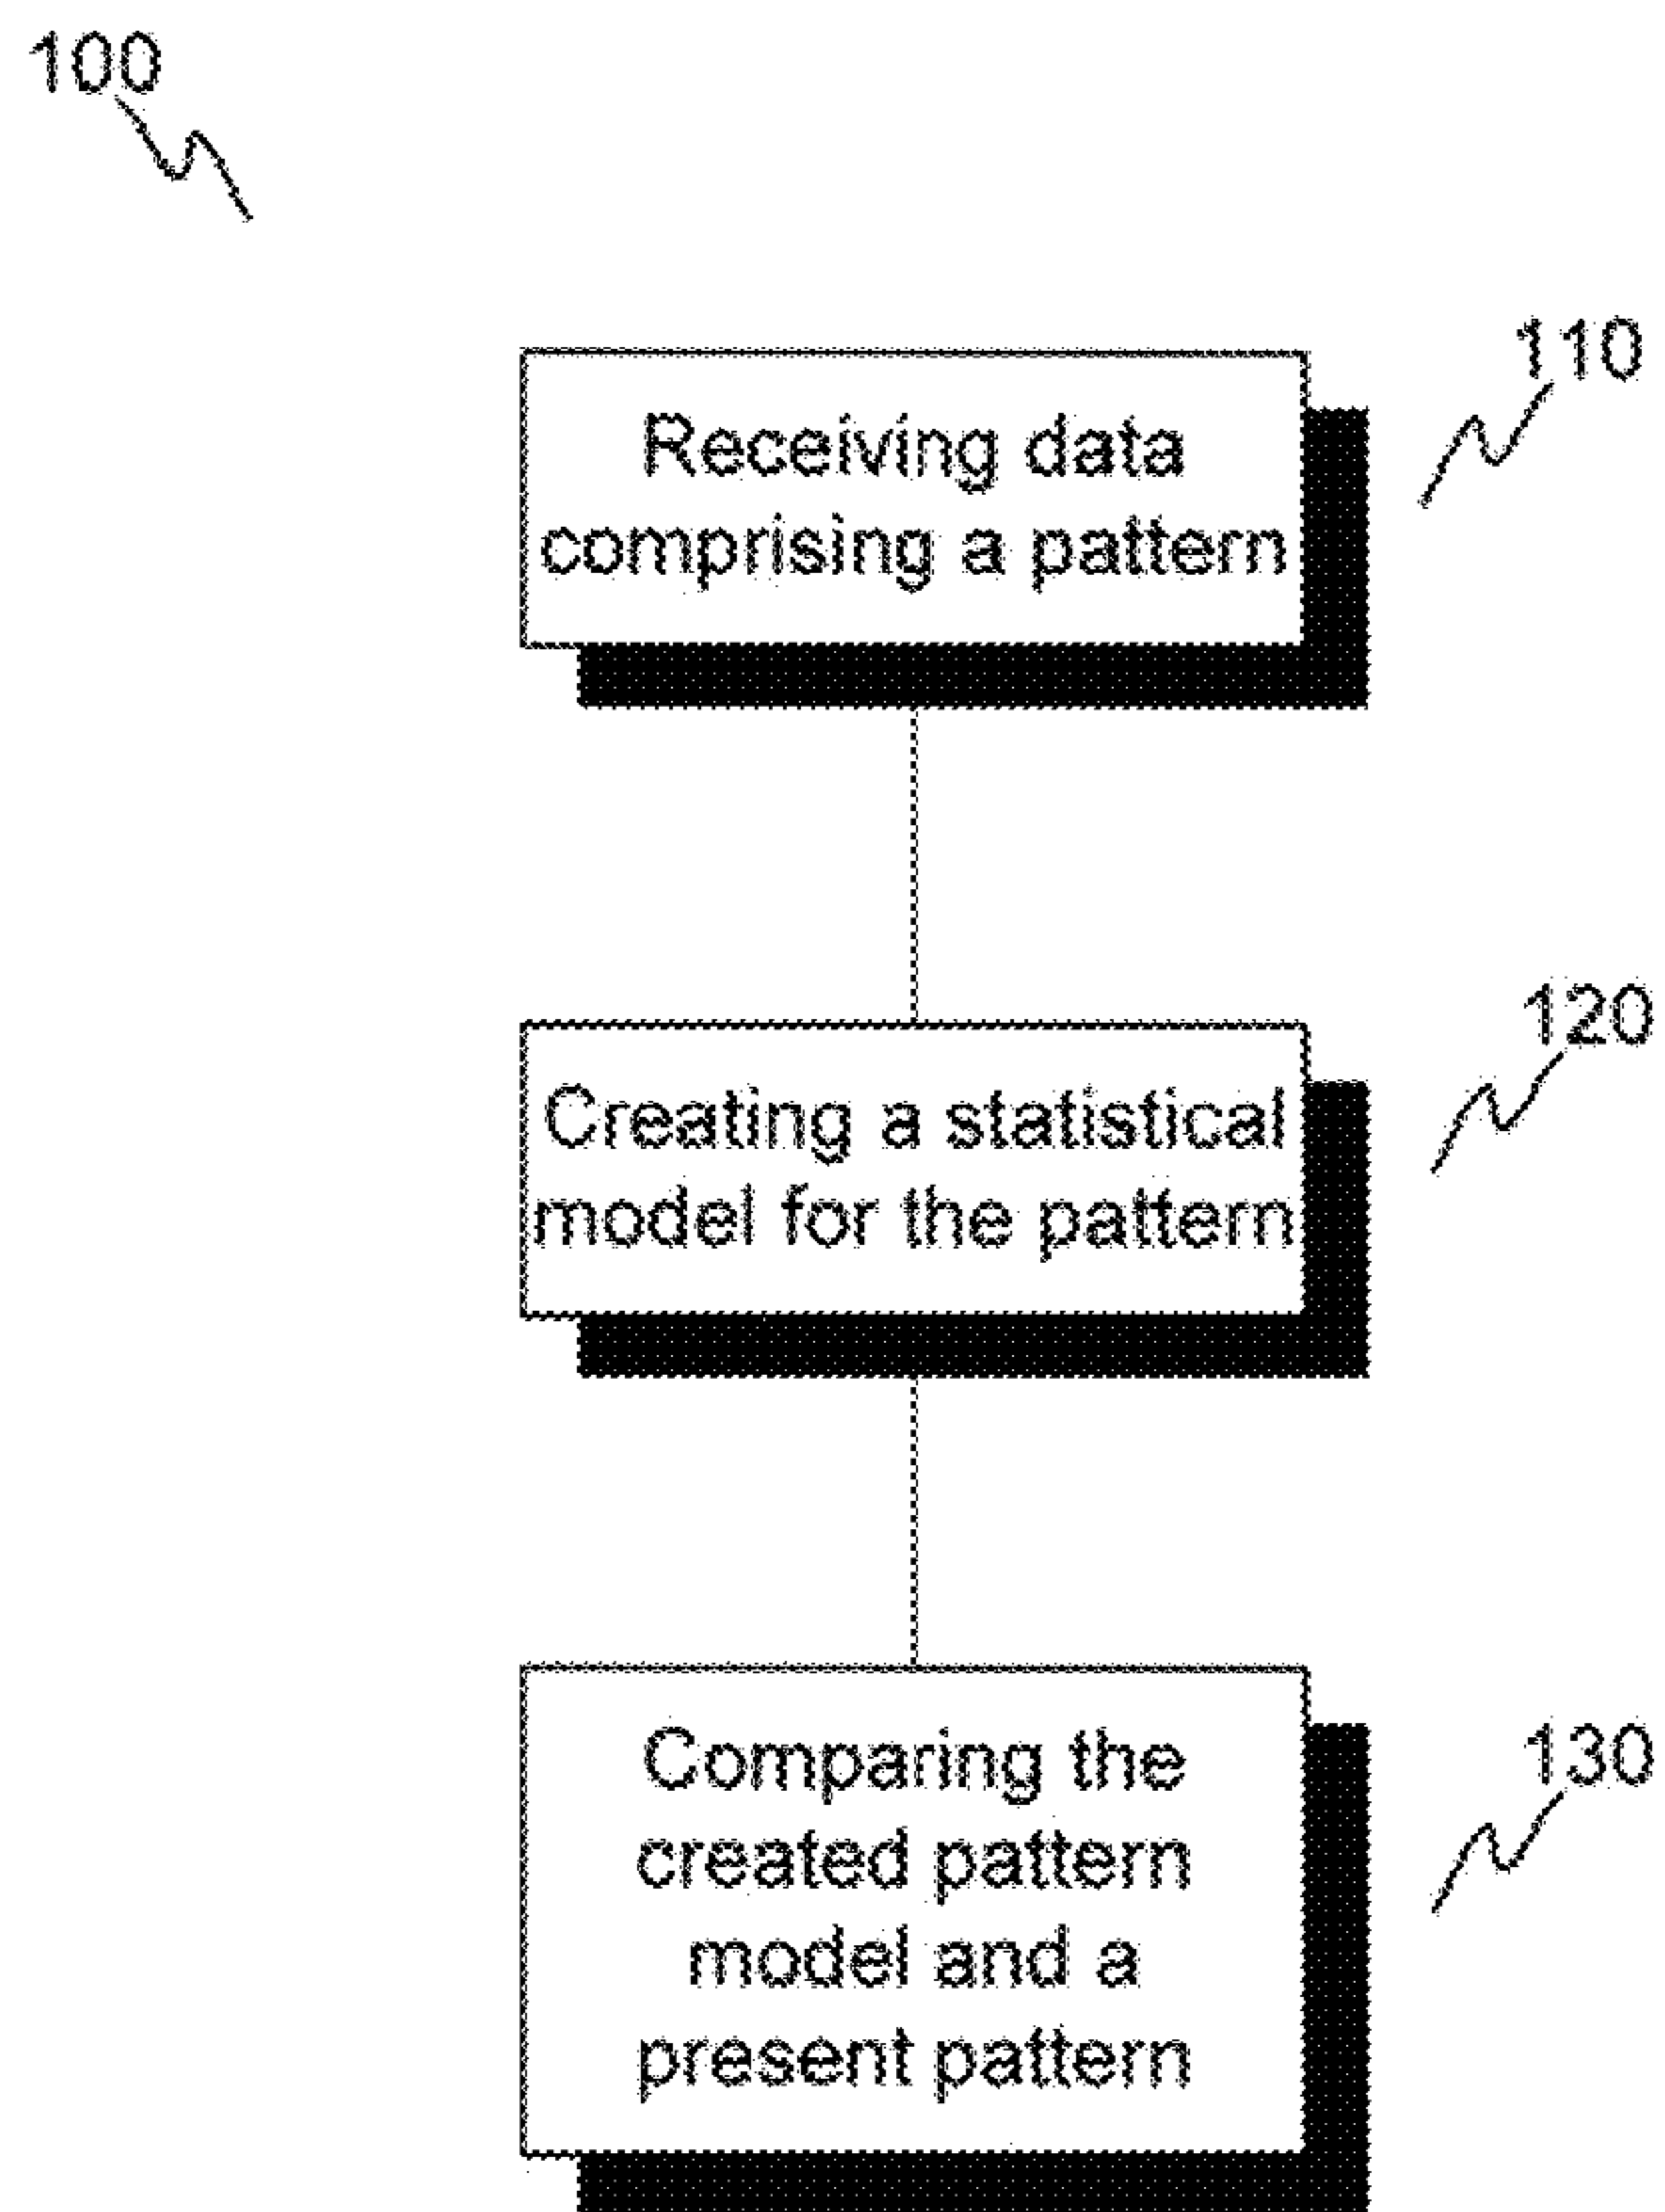 100
110
Receiving data
comprising a pattern
120
Creating a statistical
model for the pattern
130
Comparing the
created pattern
model and a
present pattern